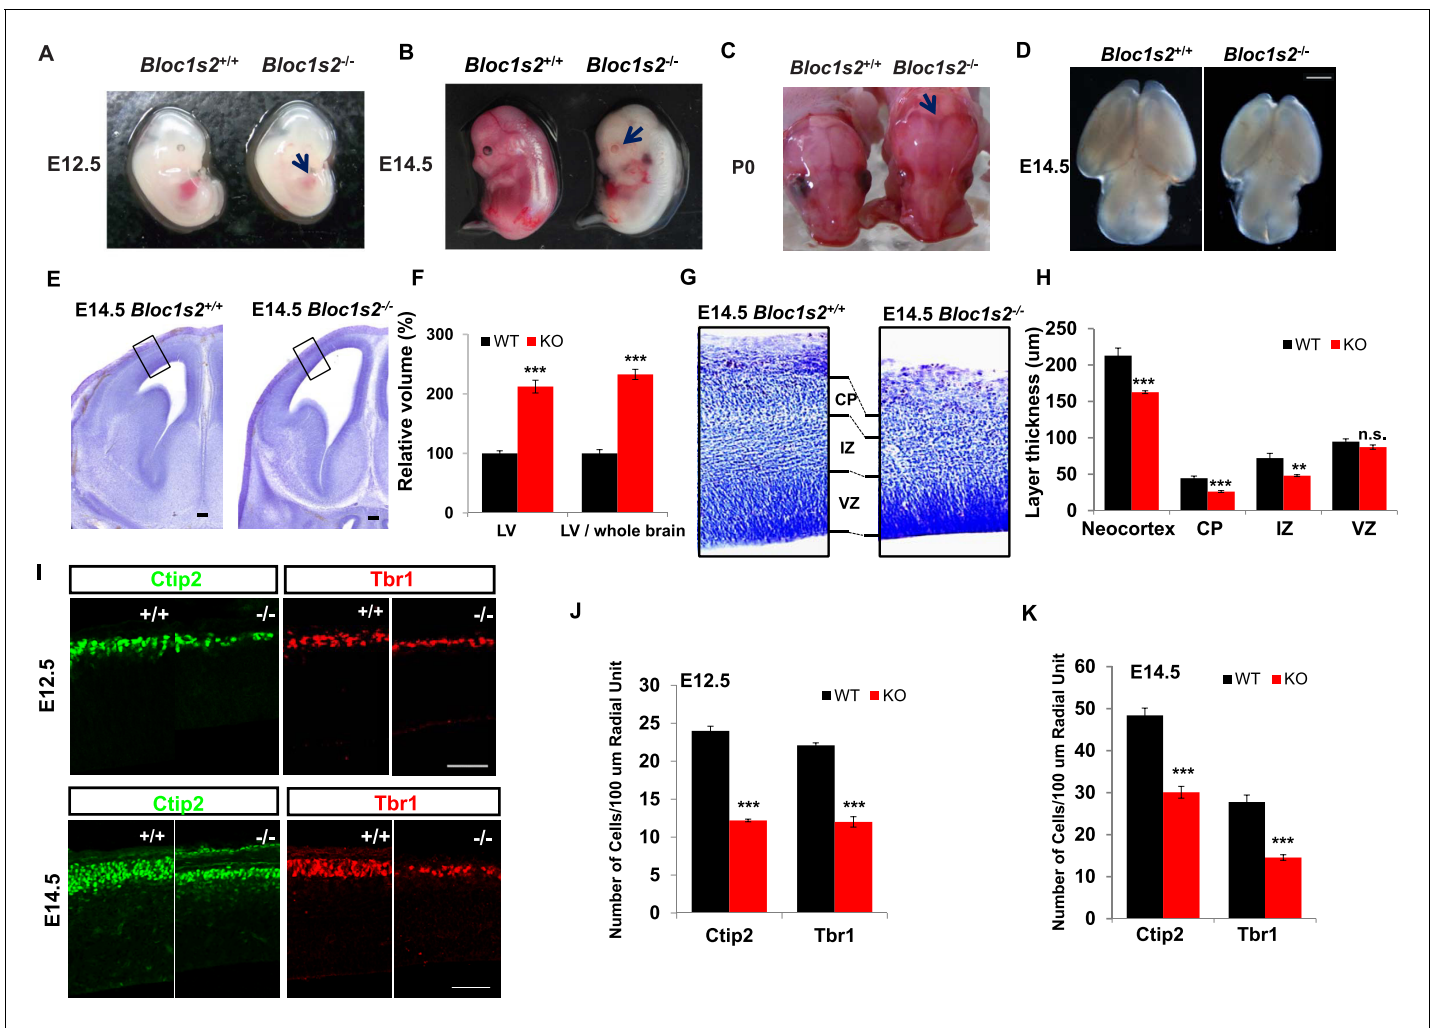 A
Bloc1s2+/+ Bloc1s2-/-
E12.5
B
Bloc1s2+/+ Bloc1s2-/-
E14.5
C
Bloc1s2+/+ Bloc1s2-/-
P0
D
Bloc1s2+/+ Bloc1s2-/-
E14.5
E
E14.5 Bloc1s2+/+ E14.5 Bloc1s2-/-
F
Relative volume (%)
300
200
100
0
WT KO
***
***
LV LV / whole brain
G
E14.5 Bloc1s2+/+ E14.5 Bloc1s2-/-
CP
IZ
VZ
H
Layer thickness (um)
250
200
150
100
50
0
WT KO
***
***
**
n.s.
Neocortex CP IZ VZ
I
Ctip2 Tbr1
E12.5
+/+ -/- +/+ -/-
Ctip2 Tbr1
E14.5
+/+ -/- +/+ -/-
J
Number of Cells/100 um Radial Unit
E12.5
30
25
20
15
10
5
0
WT KO
*** ***
Ctip2 Tbr1
K
Number of Cells/100 um Radial Unit
E14.5
60
50
40
30
20
10
0
WT KO
***
***
Ctip2 Tbr1